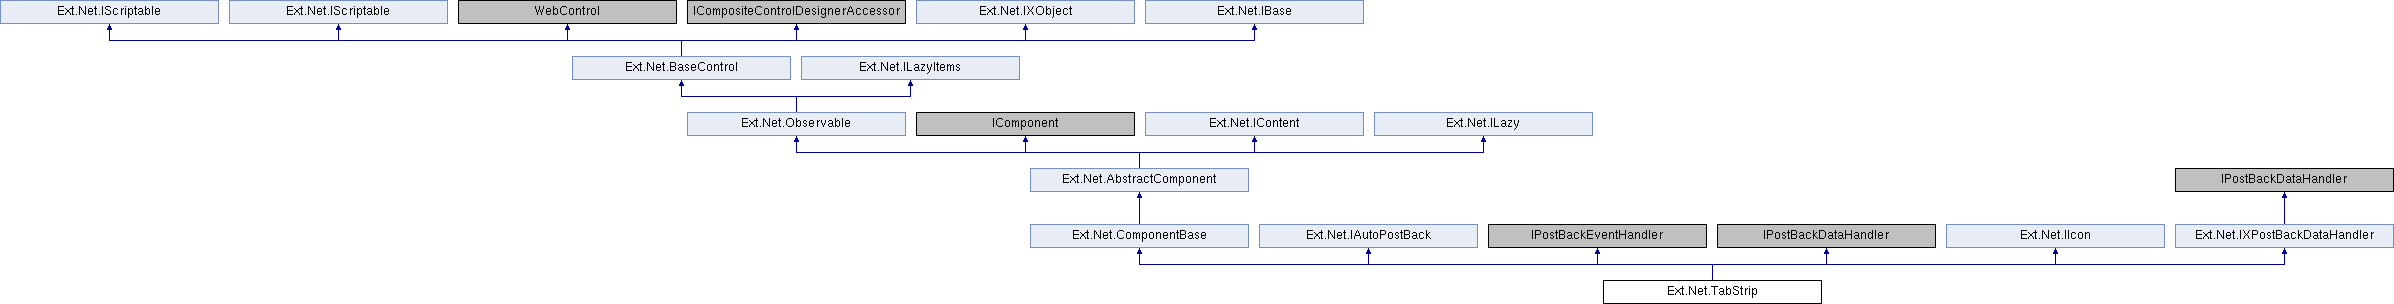 Ext.Net.IScriptable
Ext.Net.IScriptable
WebControl
ICompositeControlDesignerAccessor
Ext.Net.IXObject
Ext.Net.IBase
Ext.Net.BaseControl
Ext.Net.ILazyItems
Ext.Net.Observable
IComponent
Ext.Net.IContent
Ext.Net.ILazy
Ext.Net.AbstractComponent
IPostBackDataHandler
Ext.Net.ComponentBase
Ext.Net.IAutoPostBack
IPostBackEventHandler
IPostBackDataHandler
Ext.Net.IIcon
Ext.Net.IXPostBackDataHandler
Ext.Net.TabStrip